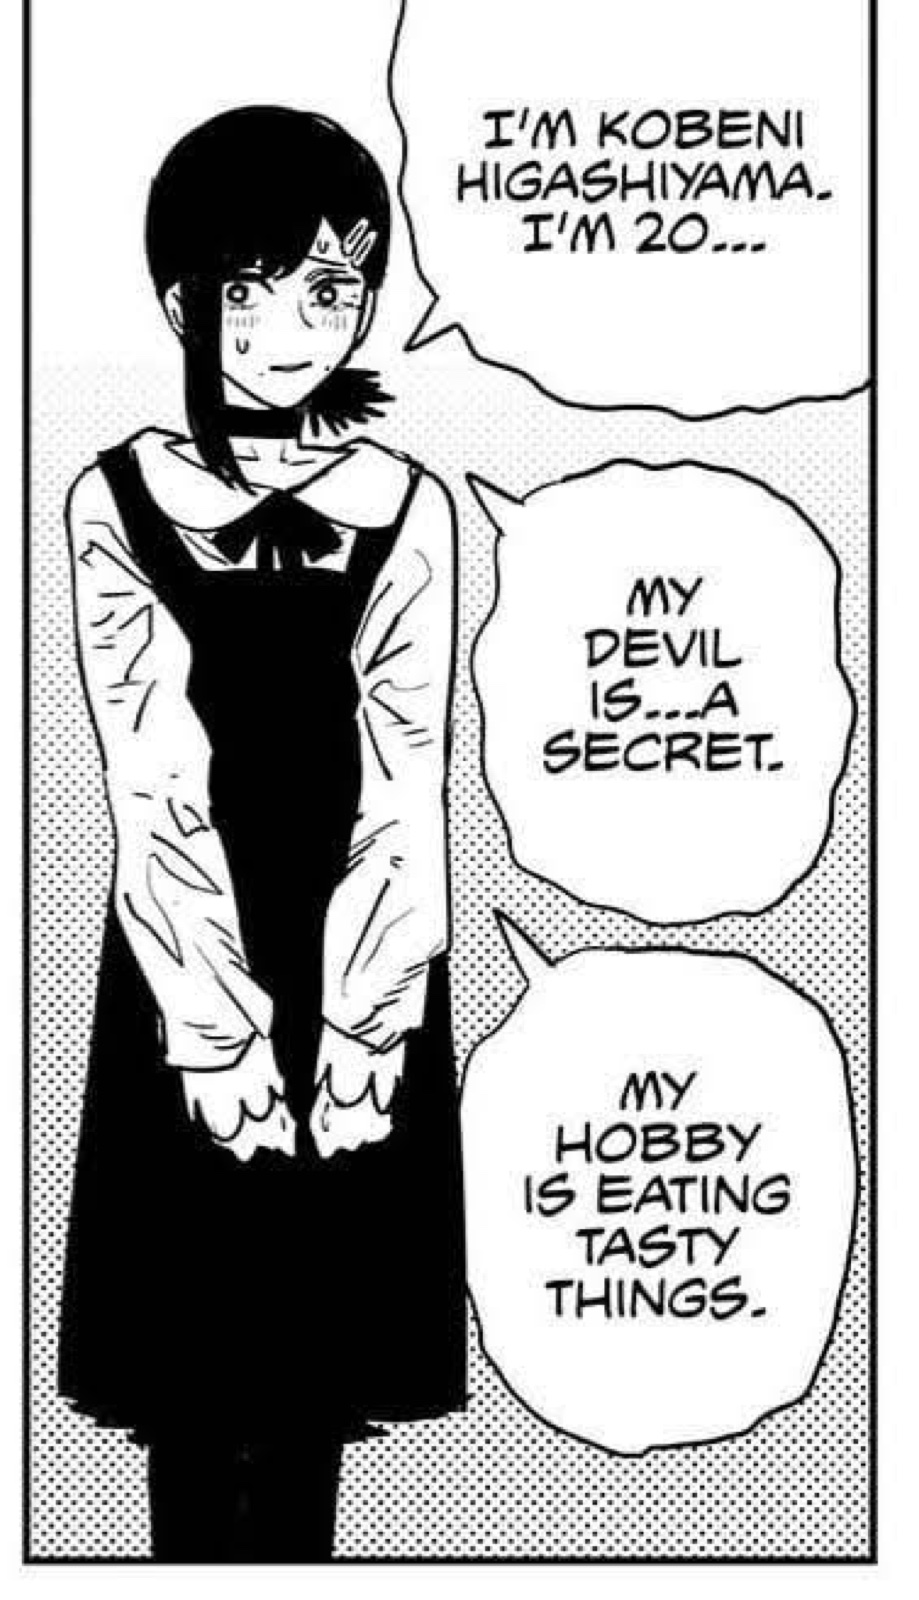 I'M KOBENI
HIGASHIYAMA.
I'M 20...
MY
DEVIL
IS...A
SECRET.
MY
HOBBY
IS EATING
TASTY
THINGS.